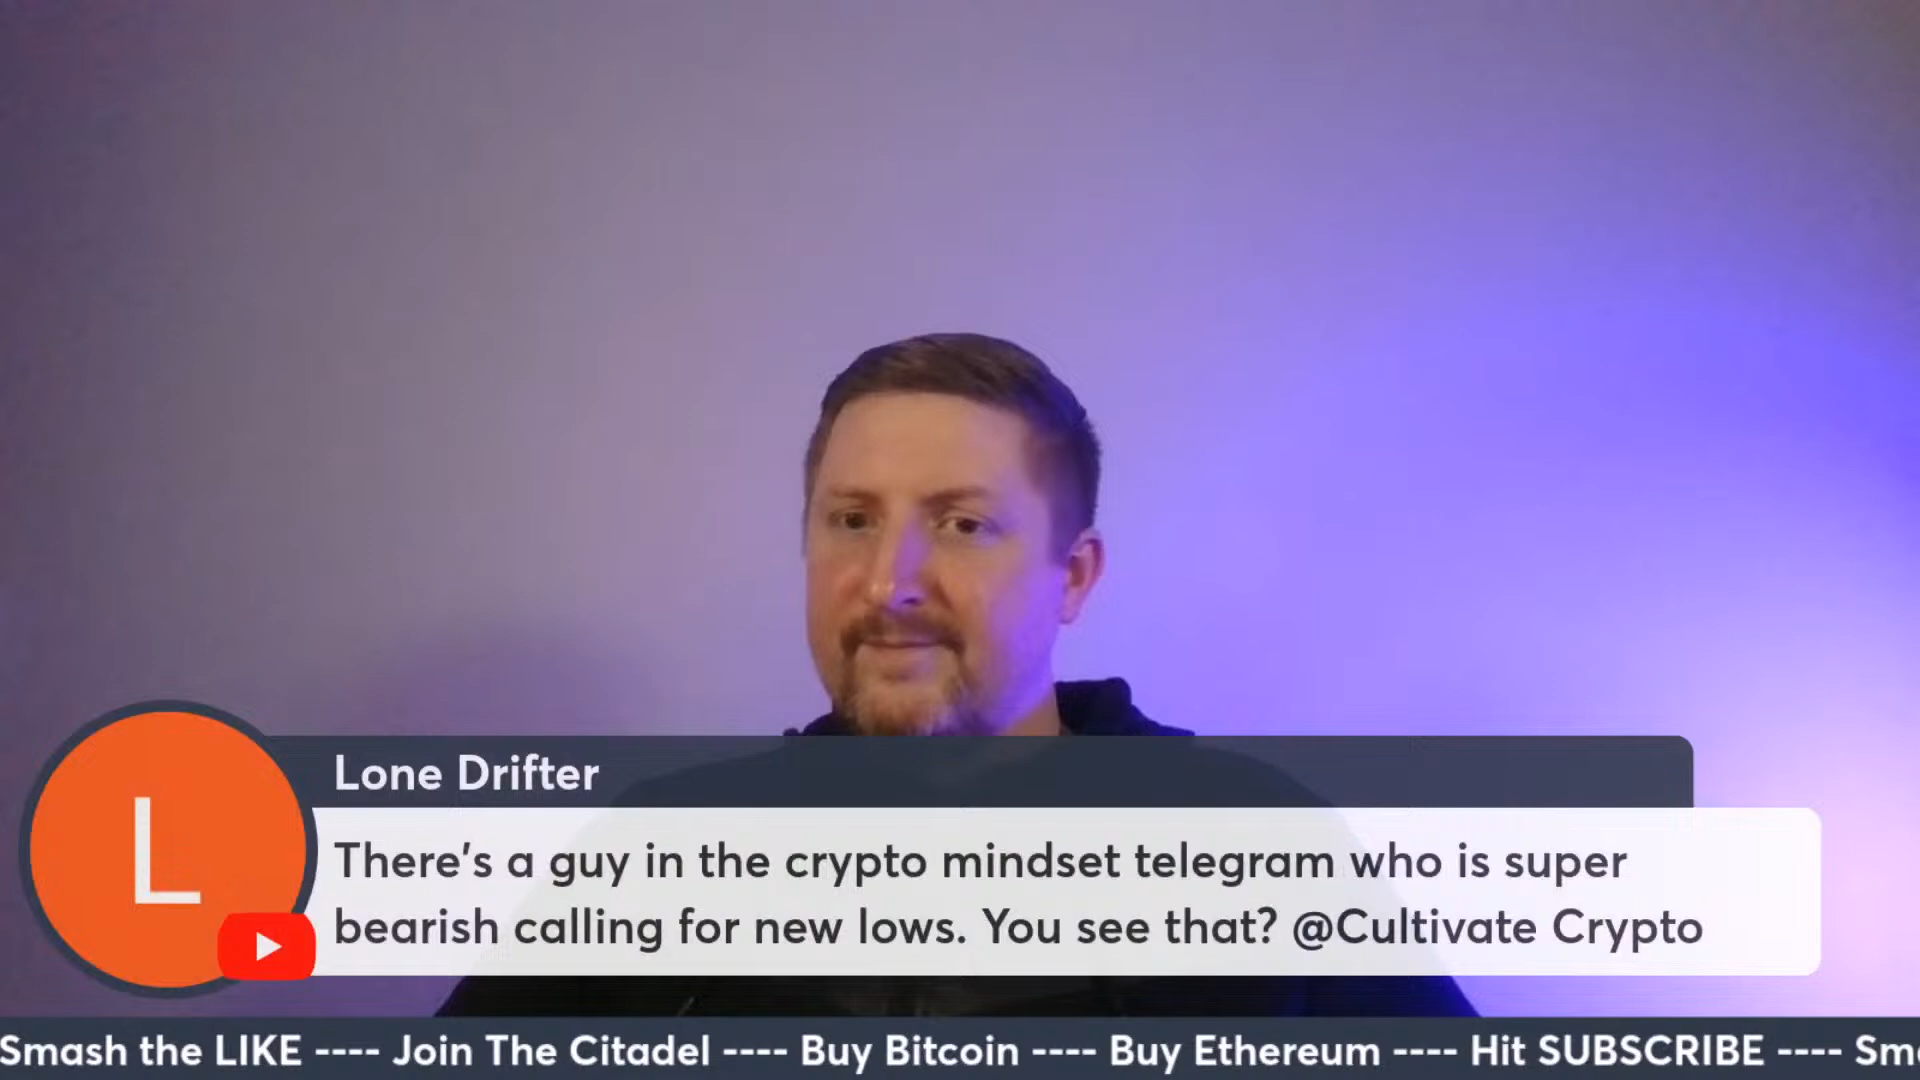 L
Lone Drifter
There's a guy in the crypto mindset telegram who is super
bearish calling for new lows. You see that? @Cultivate Crypto
Smash the LIKE ---- Join The Citadel ---- Buy Bitcoin ---- Buy Ethereum ---- Hit SUBSCRIBE ---- Sm